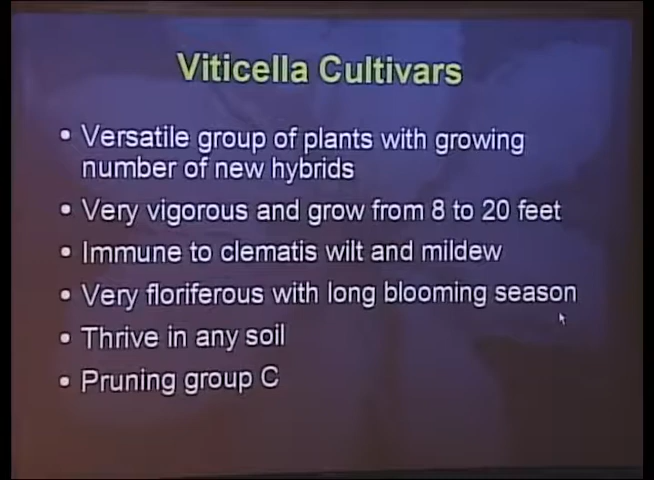 Viticella Cultivars
• Versatile group of plants with growing
number of new hybrids
• Very vigorous and grow from 8 to 20 feet
• Immune to clematis wilt and mildew
• Very floriferous with long blooming season
• Thrive in any soil
• Pruning group C